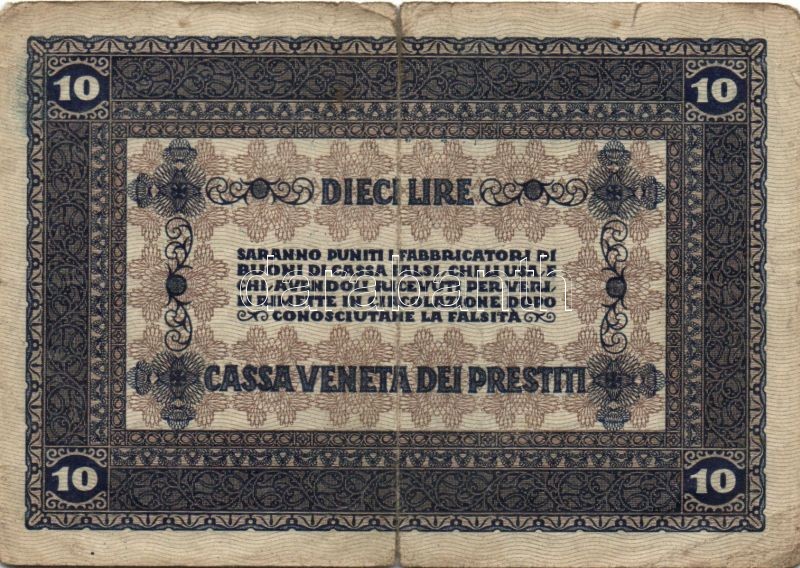 10 10
DIECI LIRE
SARANNO PUNITI I FABBRICATORI DI
BUONI DI CASSA FALSI, CHI LI USA, E
CHI, AVENDOLI RICEVUTI PER VERI,
LI RIMETTE IN CIRCOLAZIONE DOPO
CONOSCIUTANE LA FALSITÀ
darabanth
CASSA VENETA DEI PRESTITI
10 10